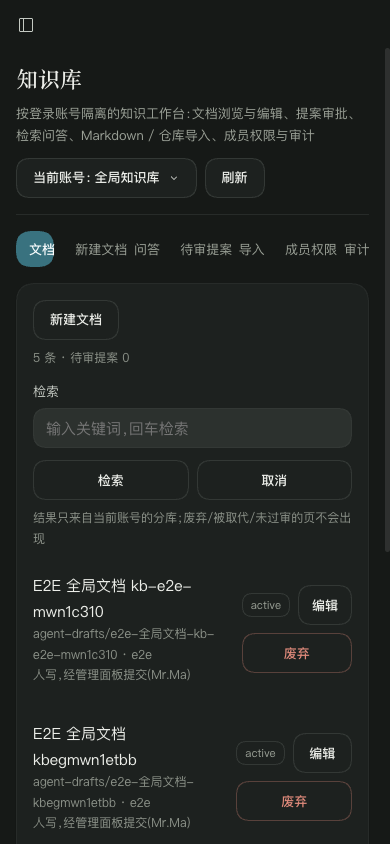 知识库
按登录账号隔离的知识工作台:文档浏览与编辑、提案审批、
检索问答、Markdown / 仓库导入、成员权限与审计
当前账号: 全局知识库
刷新
文档 新建文档 问答 待审提案 导入 成员权限 审计
新建文档
5 条 · 待审提案 0
检索
输入关键词,回车检索
检索 取消
结果只来自当前账号的分库;废弃/被取代/未过审的页不会出
现
E2E 全局文档 kb-e2e-
mwn1c310
agent-drafts/e2e-全局文档-kb-
e2e-mwn1c310 · e2e
人写,经管理面板提交(Mr.Ma)
active 编辑
废弃
E2E 全局文档
kbegmwn1etbb
agent-drafts/e2e-全局文档-
kbegmwn1etbb · e2e
人写,经管理面板提交(Mr.Ma)
active 编辑
废弃